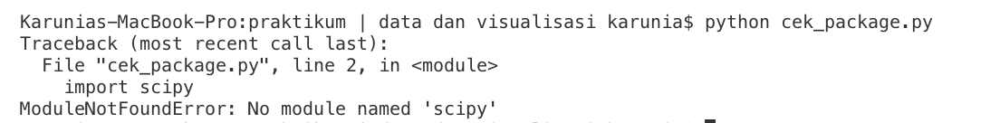 Karunias-MacBook-Pro:praktikum | data dan visualisasi karunia$ python cek_package.py
Traceback (most recent call last):
  File "cek_package.py", line 2, in <module>
    import scipy
ModuleNotFoundError: No module named 'scipy'